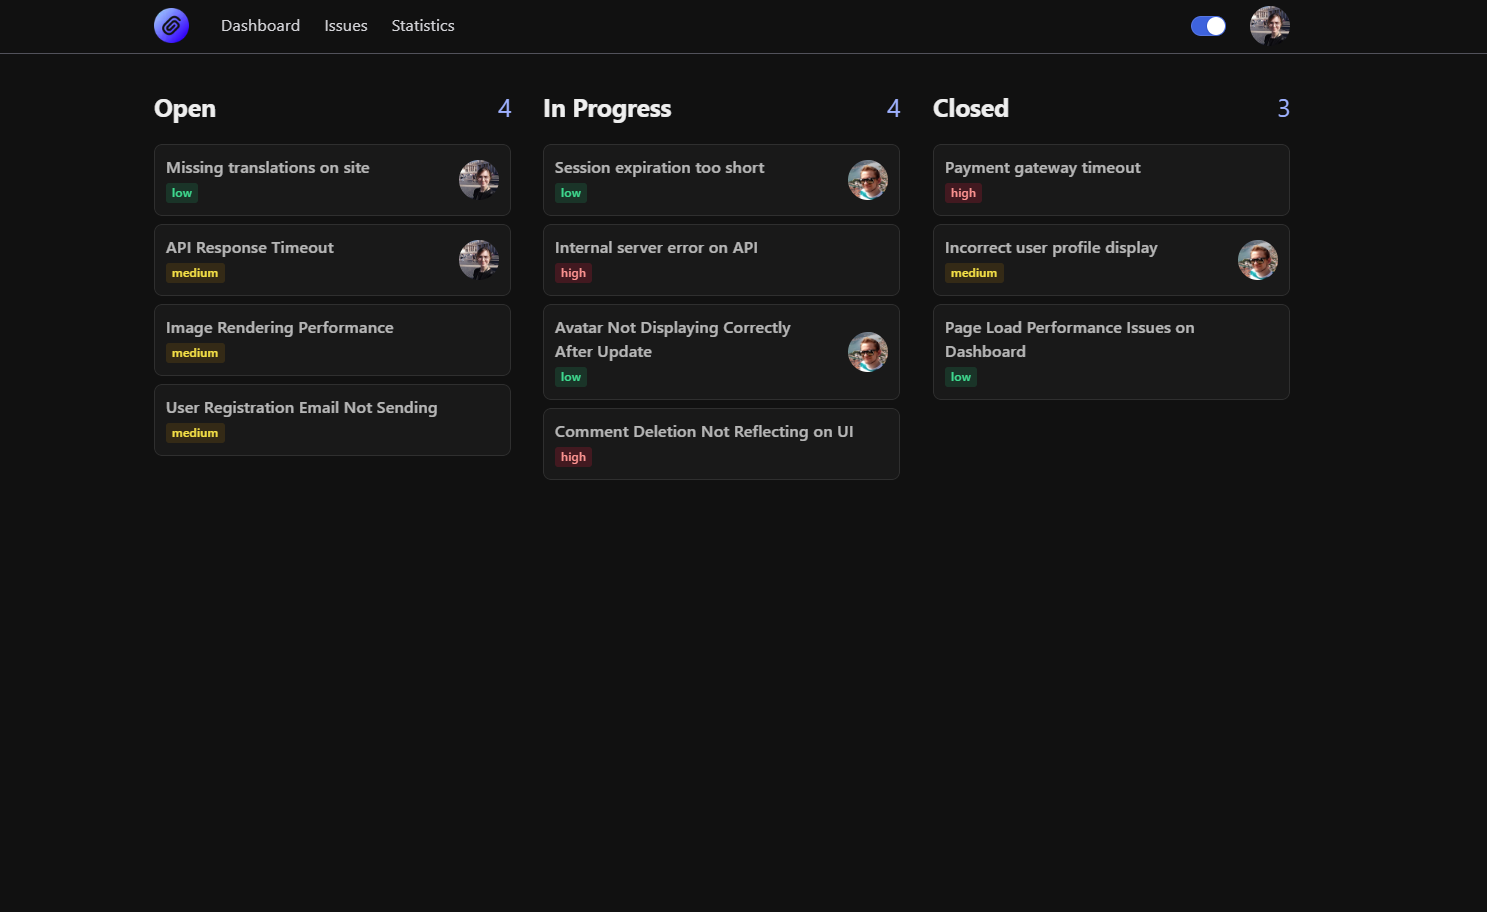 Dashboard Issues Statistics
Open 4
Missing translations on site
low
API Response Timeout
medium
Image Rendering Performance
medium
User Registration Email Not Sending
medium
In Progress 4
Session expiration too short
low
Internal server error on API
high
Avatar Not Displaying Correctly
After Update
low
Comment Deletion Not Reflecting on UI
high
Closed 3
Payment gateway timeout
high
Incorrect user profile display
medium
Page Load Performance Issues on
Dashboard
low